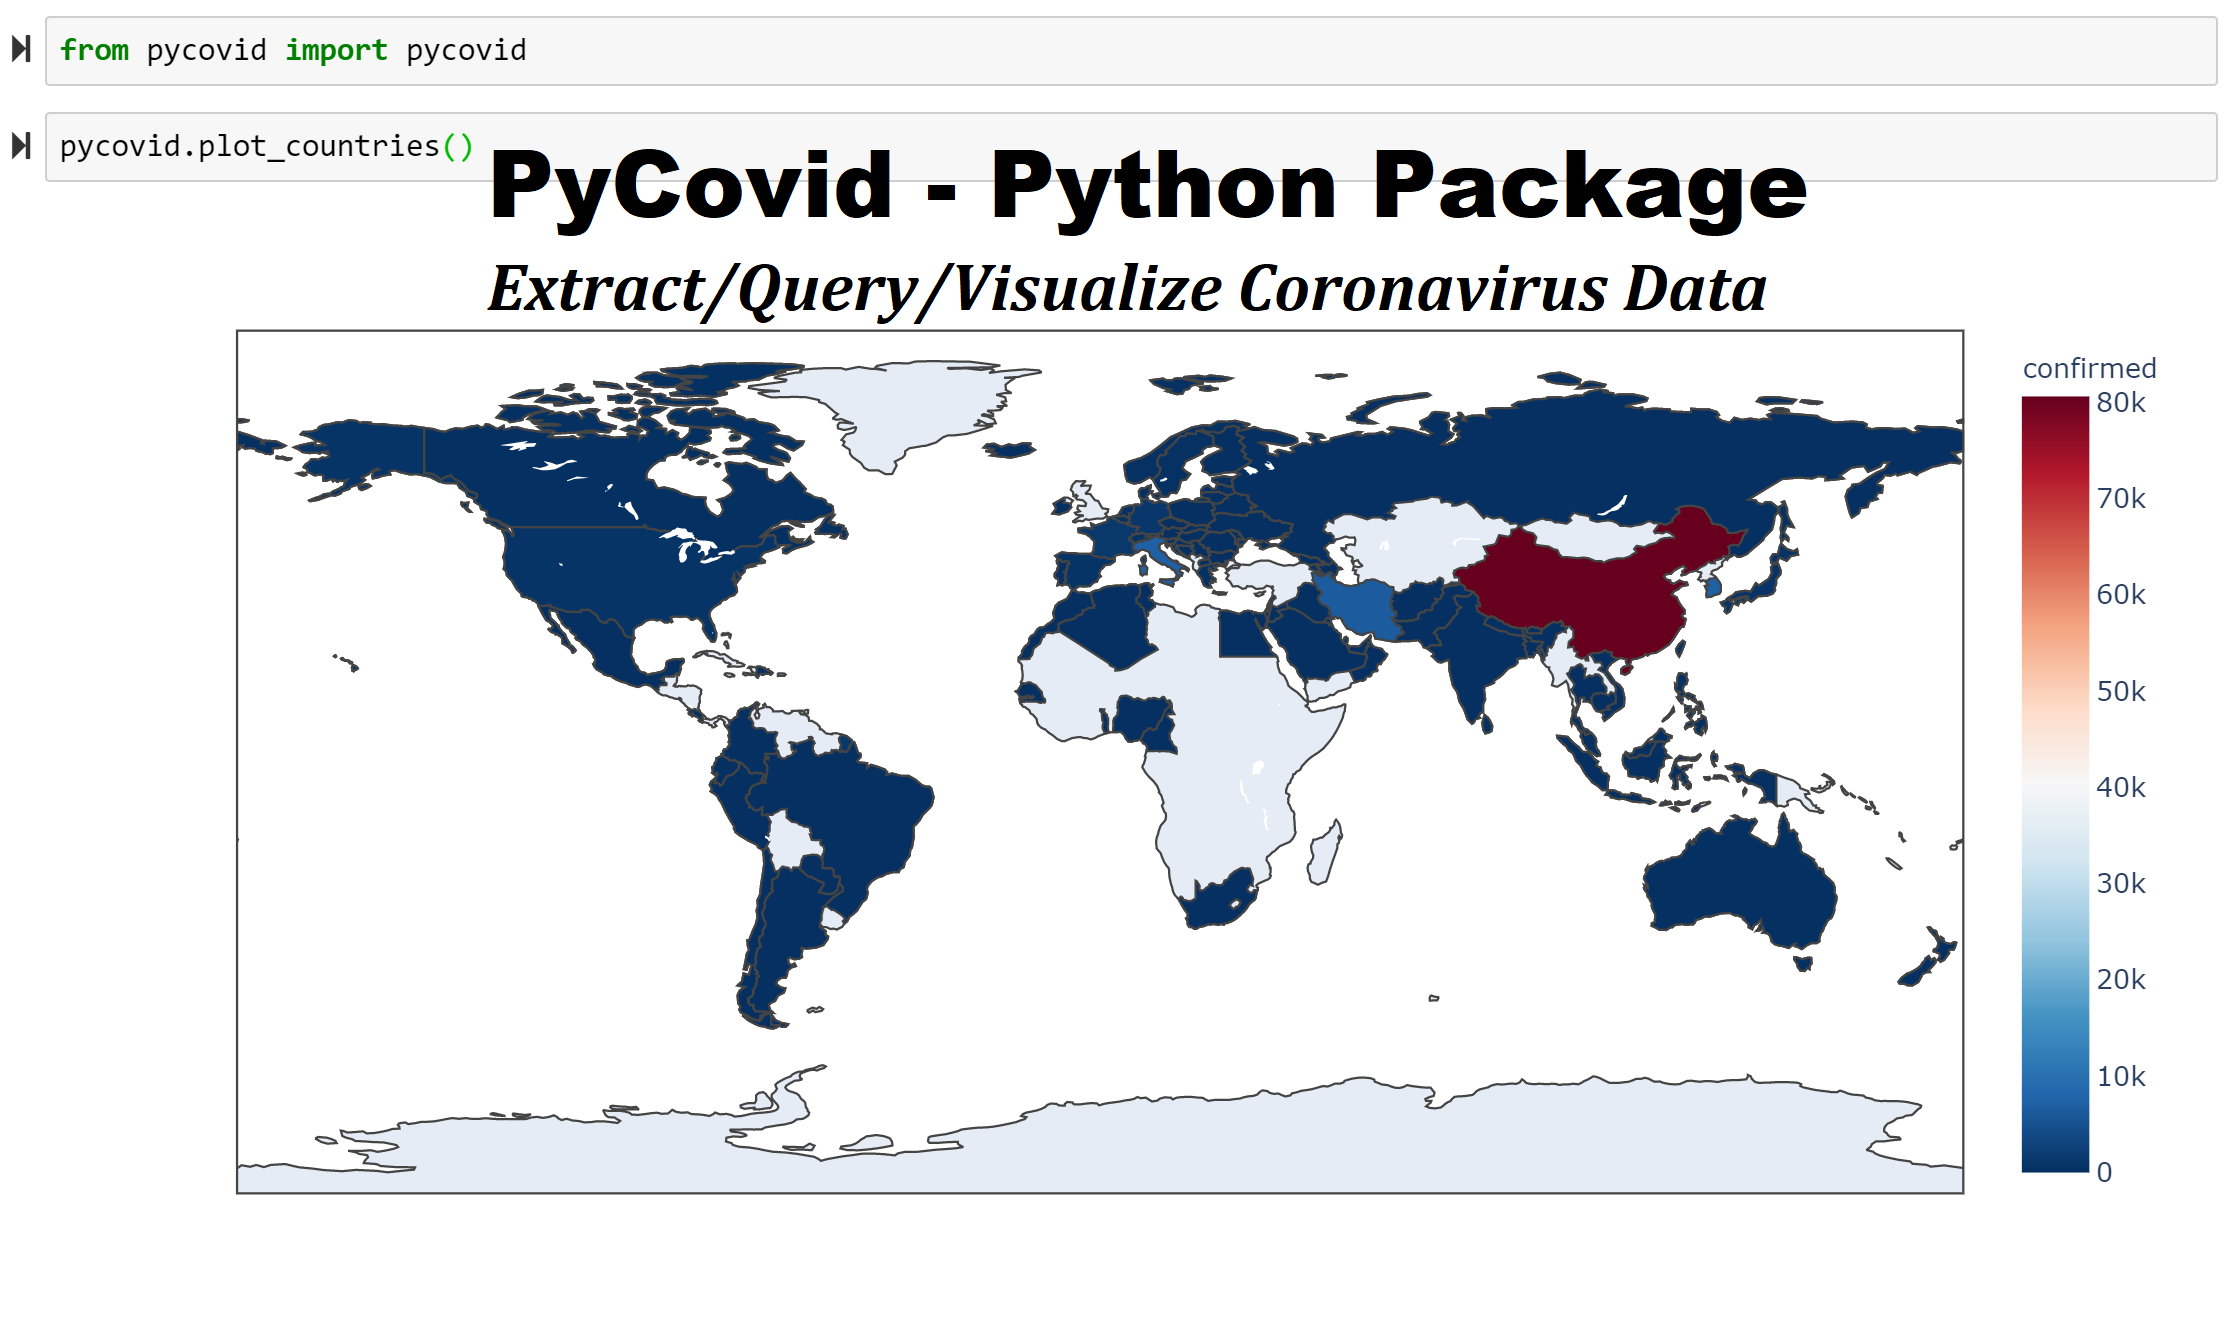 from pycovid import pycovid
pycovid.plot_countries()
PyCovid - Python Package
Extract/Query/Visualize Coronavirus Data
confirmed
80k
70k
60k
50k
40k
30k
20k
10k
0